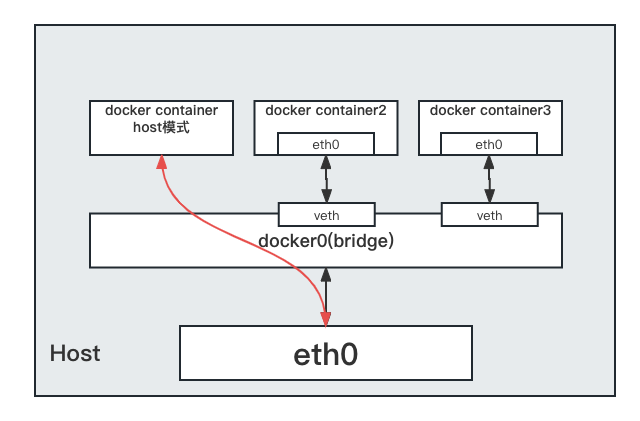 docker container
host模式
docker container2
docker container3
eth0
eth0
veth
veth
docker0(bridge)
Host
eth0